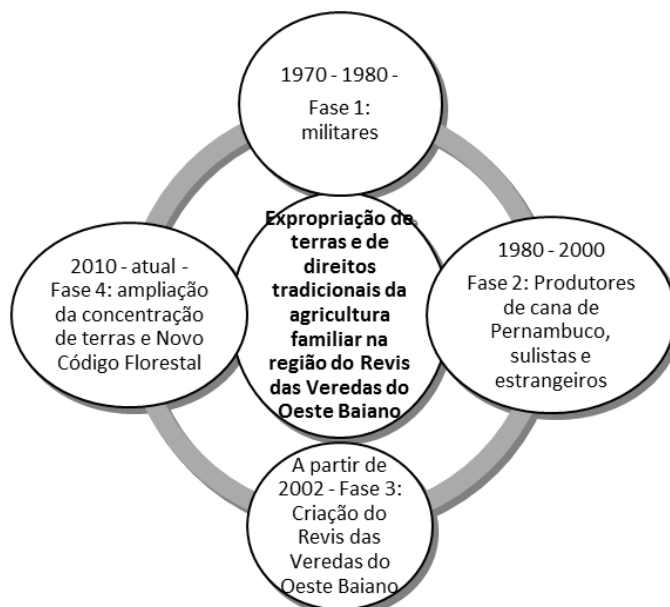 1970 - 1980 -
Fase 1:
militares
Expropriação de
terras e de
direitos
tradicionais da
agricultura
familiar na
região do Revis
das Veredas do
Oeste Baiano
1980 - 2000
Fase 2: Produtores
de cana de
Pernambuco,
sulistas e
estrangeiros
A partir de
2002 - Fase 3:
Criação do
Revis das
Veredas do
Oeste Baiano
2010 - atual -
Fase 4: ampliação
da concentração
de terras e Novo
Código Florestal